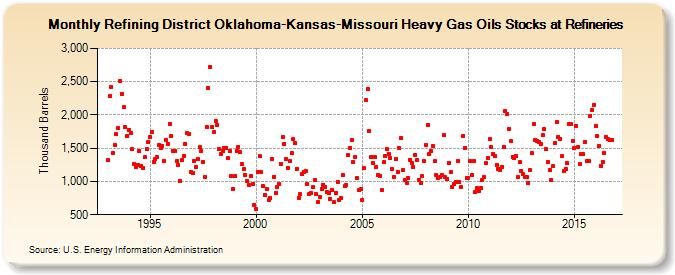 Monthly Refining District Oklahoma-Kansas-Missouri Heavy Gas Oils Stocks at Refineries
Thousand Barrels
3,000
2,500
2,000
1,500
1,000
500
1995 2000 2005 2010 2015
Source: U.S. Energy Information Administration